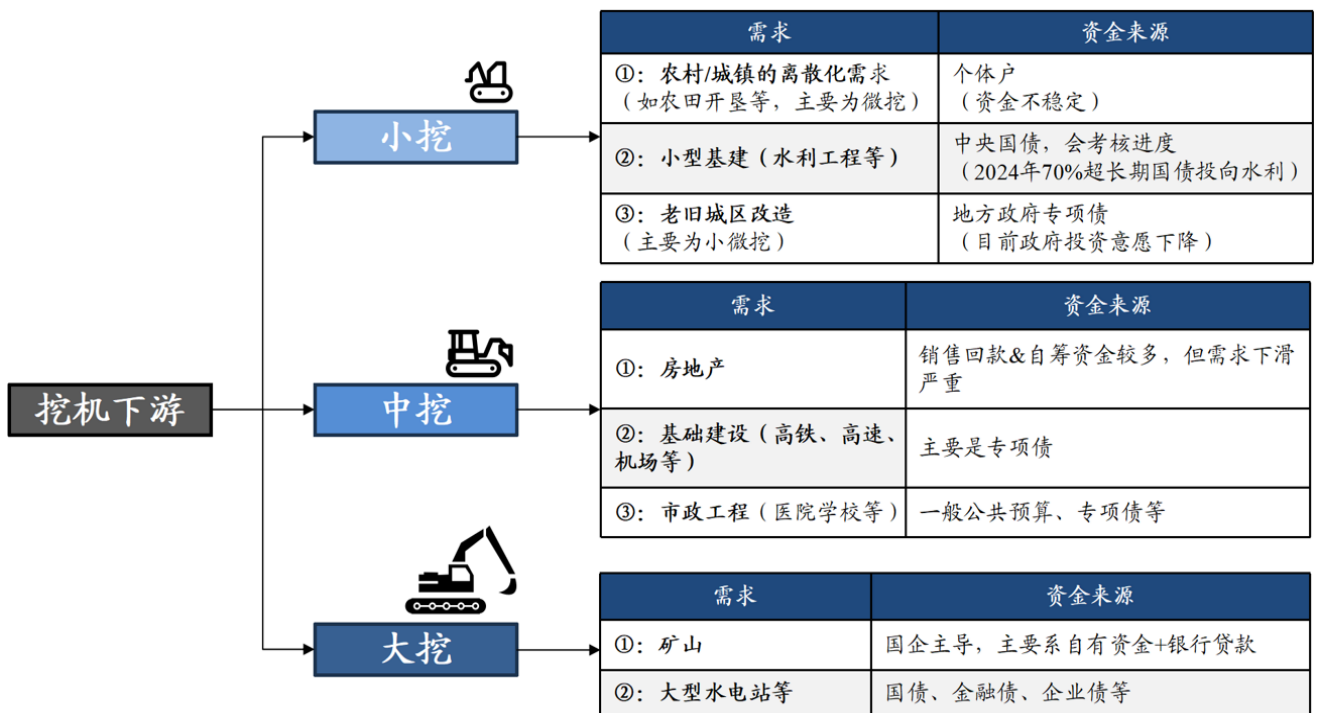 挖机下游
小挖
需求 资金来源
①：农村/城镇的离散化需求
（如农田开垦等，主要为微挖）
个体户
（资金不稳定）
②：小型基建（水利工程等）
中央国债，会考核进度
（2024年70%超长期国债投向水利）
③：老旧城区改造
（主要为小微挖）
地方政府专项债
（目前政府投资意愿下降）
中挖
需求 资金来源
①：房地产
销售回款&自筹资金较多，但需求下滑
严重
②：基础建设（高铁、高速、
机场等）
主要是专项债
③：市政工程（医院学校等）
一般公共预算、专项债等
大挖
需求 资金来源
①：矿山
国企主导，主要系自有资金+银行贷款
②：大型水电站等
国债、金融债、企业债等